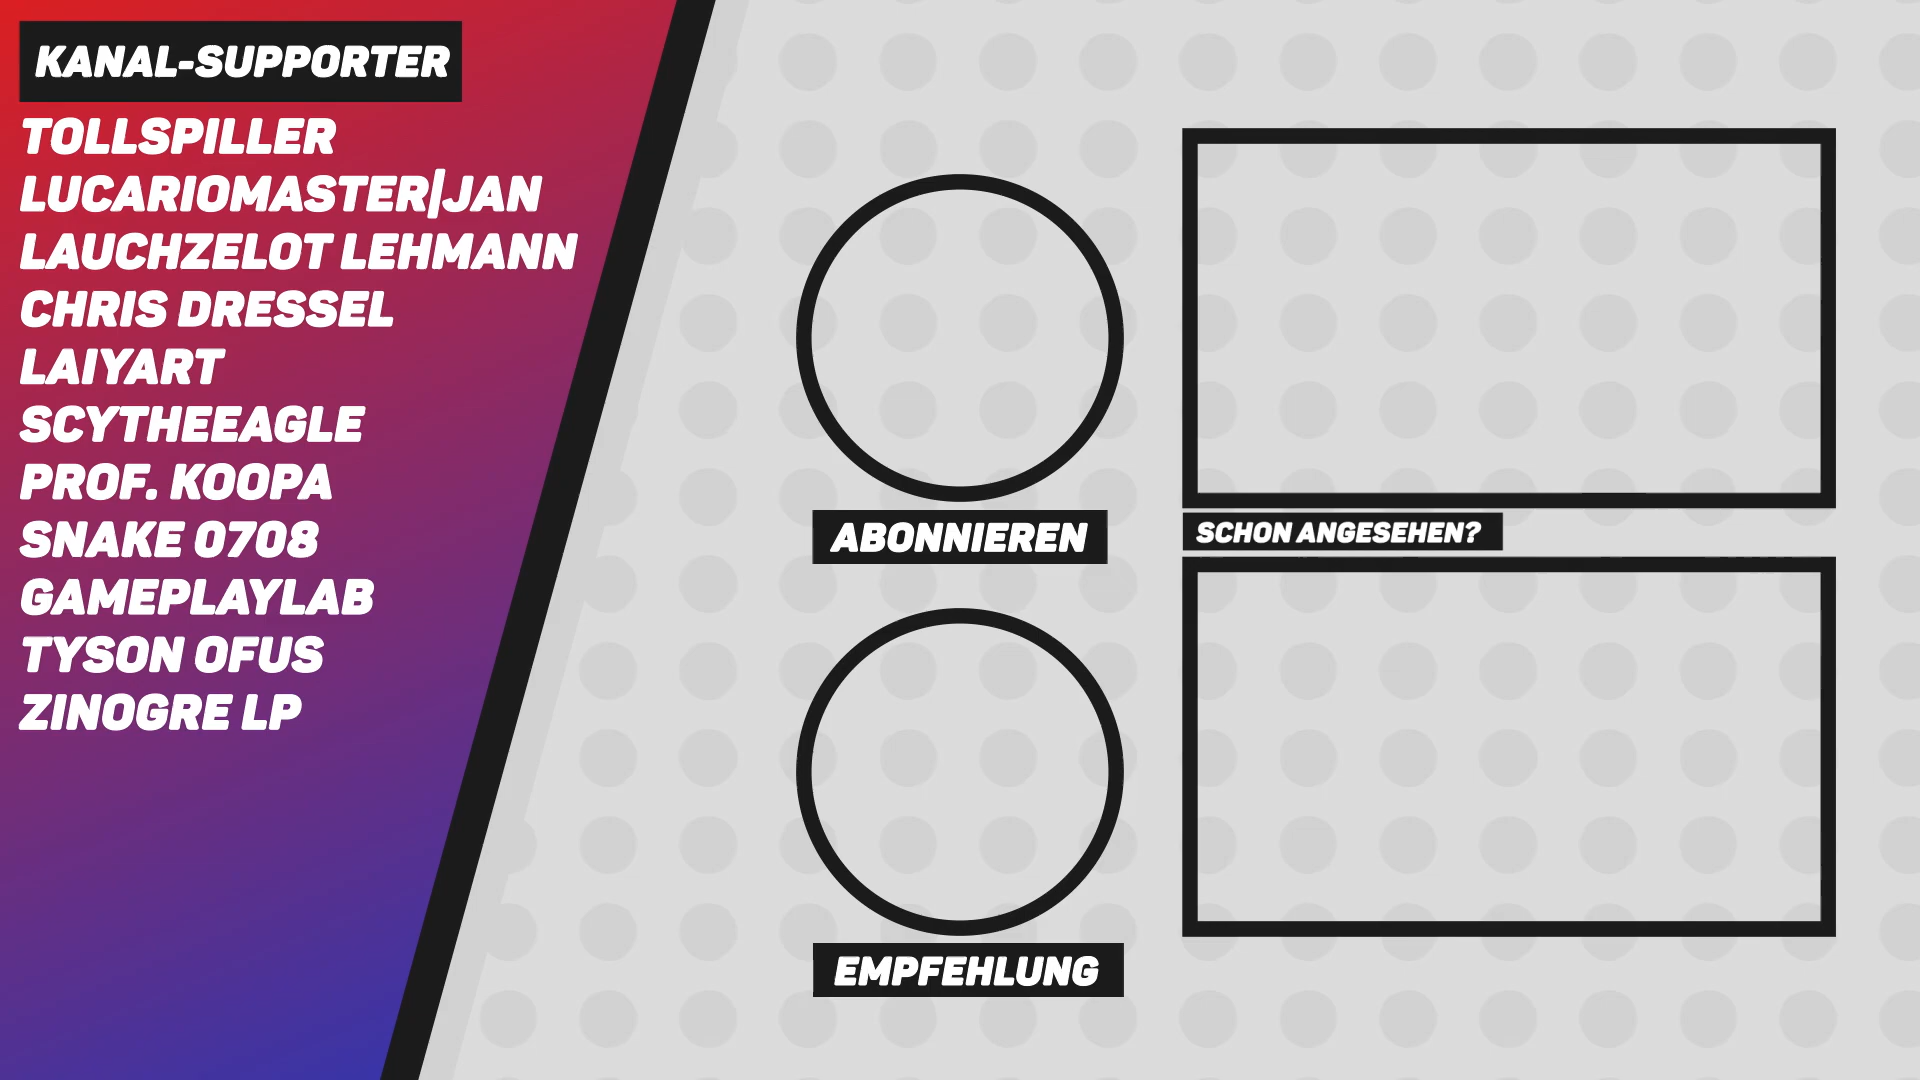 KANAL-SUPPORTER
TOLLSPILLER
LUCARIOMASTER|JAN
LAUCHZELOT LEHMANN
CHRIS DRESSEL
LAIYART
SCYTHEEAGLE
PROF. KOOPA
SNAKE 0708
GAMEPLAYLAB
TYSON OFUS
ZINOGRE LP
ABONNIEREN
EMPFEHLUNG
SCHON ANGESEHEN?